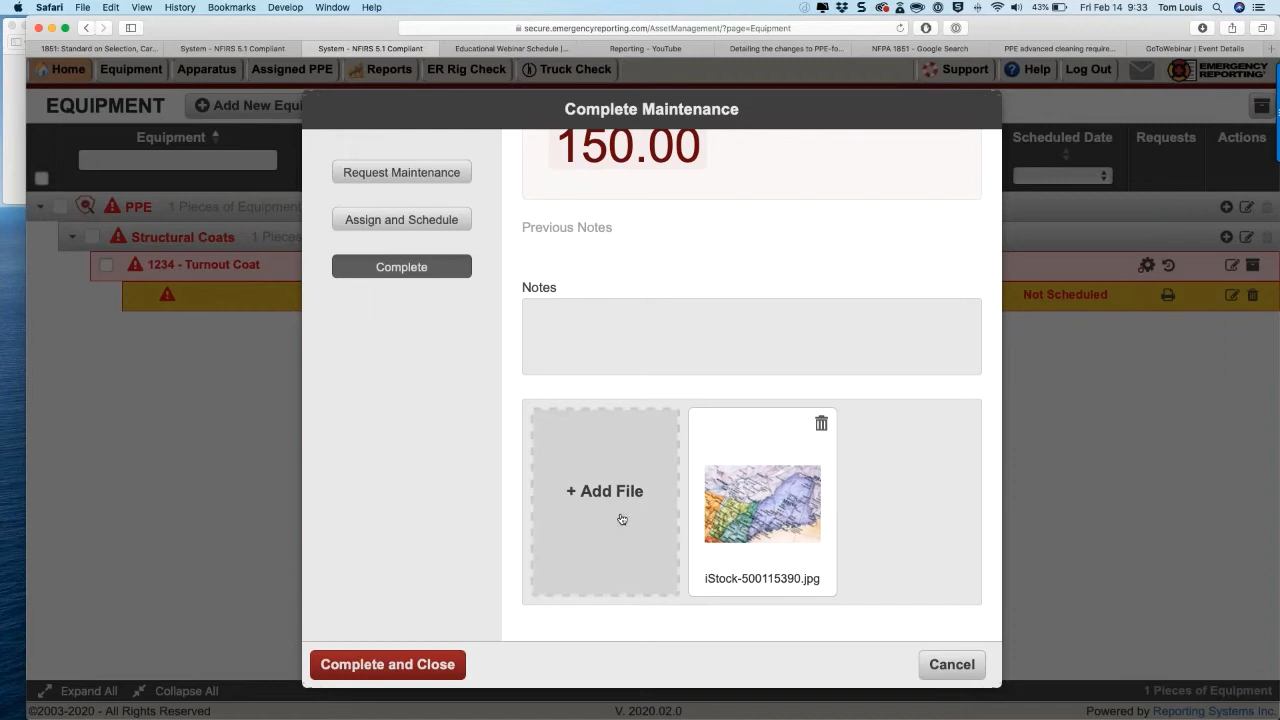 Safari File Edit View History Bookmarks Develop Window Help 43% Fri Feb 14 9:33 Tom Louis
secure.emergencyreporting.com/AssetManagement/?page=Equipment
1851: Standard on Selection, Car... System - NFIRS 5.1 Compliant System - NFIRS 5.1 Compliant Educational Webinar Schedule |... Reporting - YouTube Detailing the changes to PPE-fo... NFPA 1851 - Google Search PPE advanced cleaning require... GoToWebinar | Event Details
Home Equipment Apparatus Assigned PPE Reports ER Rig Check Truck Check Support Help Log Out EMERGENCY
REPORTING
EQUIPMENT Add New Equi
Complete Maintenance
Equipment Scheduled Date Requests Actions
150.00
Request Maintenance
PPE 1 Pieces of Equipment
Assign and Schedule
Previous Notes
Structural Coats 1 Pieces
1234 - Turnout Coat
Complete
Notes
Not Scheduled
+ Add File
iStock-500115390.jpg
Complete and Close Cancel
Expand All Collapse All 1 Pieces of Equipment
©2003-2020 - All Rights Reserved V. 2020.02.0 Powered by Reporting Systems Inc.